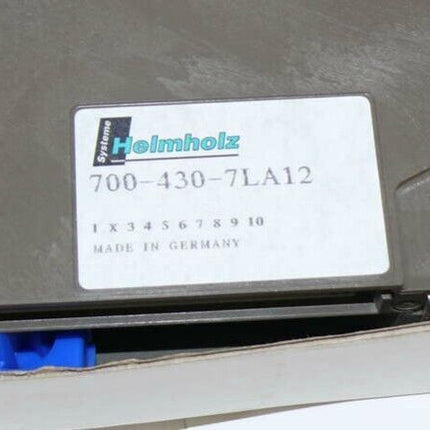 Systeme
Helmholz
700-430-7LA12
1 X 3 4 5 6 7 8 9 10
MADE IN GERMANY